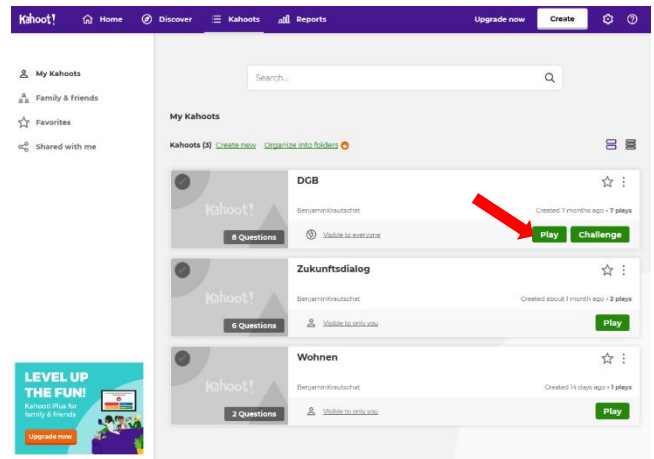 Kahoot! Home Discover Kahoots Reports Upgrade now Create
My Kahoots
Family & friends
Favorites
Shared with me
Search...
My Kahoots
Kahoots (3) Create new Organize into folders
Kahoot!
8 Questions
DGB
BenjaminKrautschat
Created 7 months ago • 7 plays
Visible to everyone
Play Challenge
Kahoot!
6 Questions
Zukunftsdialog
BenjaminKrautschat
Created about 1 month ago • 2 plays
Visible to only you
Play
Kahoot!
2 Questions
Wohnen
BenjaminKrautschat
Created 14 days ago • 1 plays
Visible to only you
Play
LEVEL UP
THE FUN!
Kahoot! Plus for
family & friends
Upgrade now